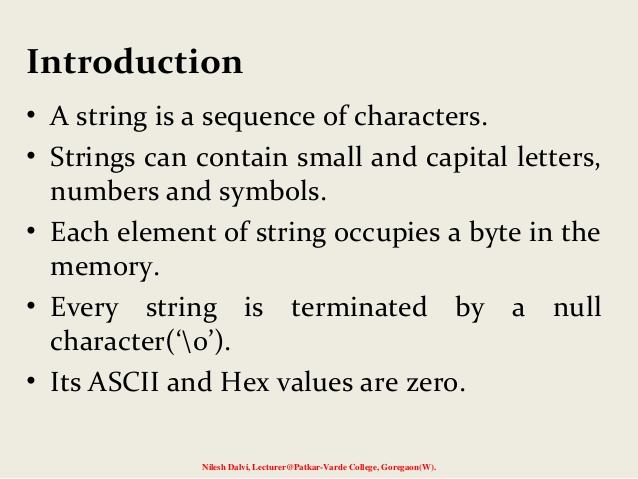 Introduction
• A string is a sequence of characters.
• Strings can contain small and capital letters,
numbers and symbols.
• Each element of string occupies a byte in the
memory.
• Every string is terminated by a null
character(‘\0’).
• Its ASCII and Hex values are zero.
Nilesh Dalvi, Lecturer@Patkar-Varde College, Goregaon(W).